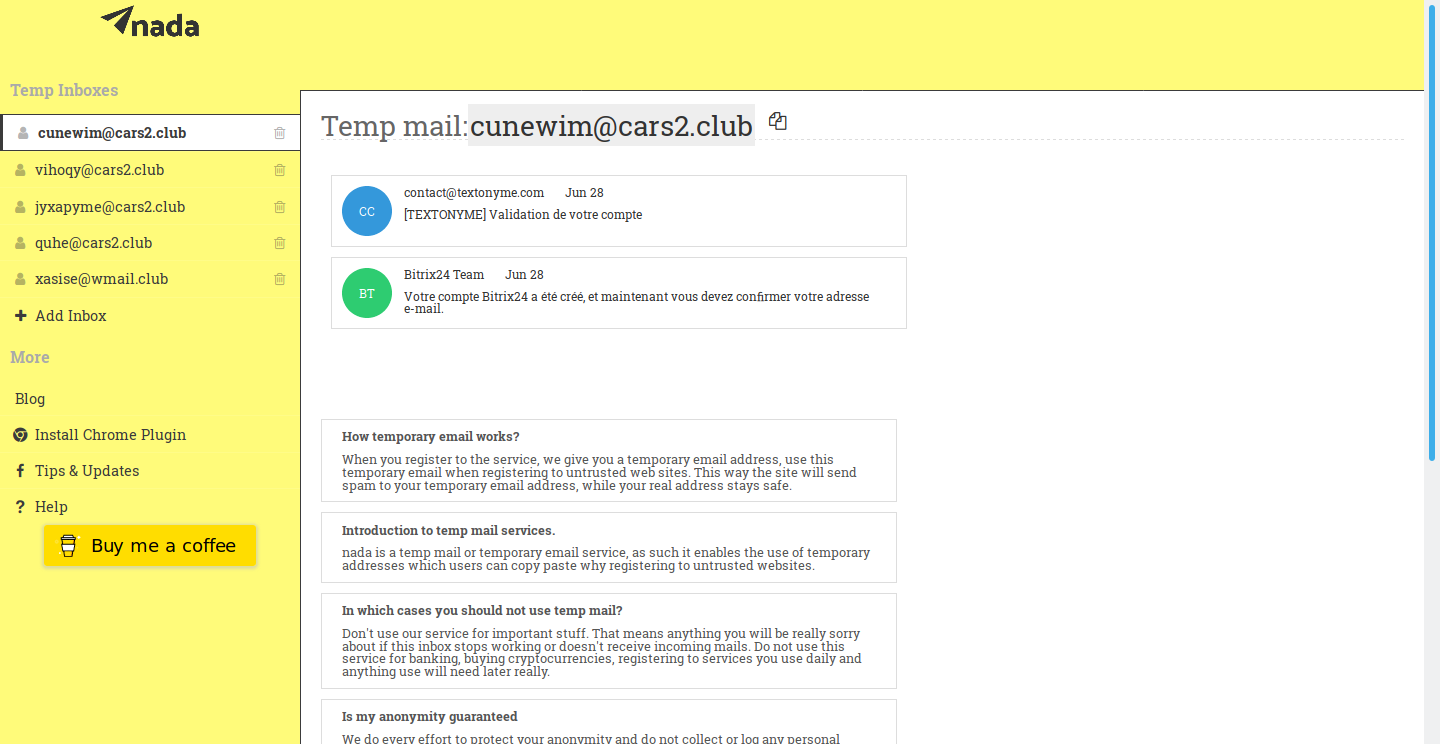 nada
Temp Inboxes
cunewim@cars2.club
vihoqy@cars2.club
jyxapyme@cars2.club
quhe@cars2.club
xasise@wmail.club
Add Inbox
More
Blog
Install Chrome Plugin
Tips & Updates
? Help
Buy me a coffee
Temp mail:cunewim@cars2.club
CC
contact@textonyme.com Jun 28
[TEXTONYME] Validation de votre compte
BT
Bitrix24 Team Jun 28
Votre compte Bitrix24 a été créé, et maintenant vous devez confirmer votre adresse
e-mail.
How temporary email works?
When you register to the service, we give you a temporary email address, use this
temporary email when registering to untrusted web sites. This way the site will send
spam to your temporary email address, while your real address stays safe.
Introduction to temp mail services.
nada is a temp mail or temporary email service, as such it enables the use of temporary
addresses which users can copy paste why registering to untrusted websites.
In which cases you should not use temp mail?
Don't use our service for important stuff. That means anything you will be really sorry
about if this inbox stops working or doesn't receive incoming mails. Do not use this
service for banking, buying cryptocurrencies, registering to services you use daily and
anything use will need later really.
Is my anonymity guaranteed
We do every effort to protect your anonymity and do not collect or log any personal